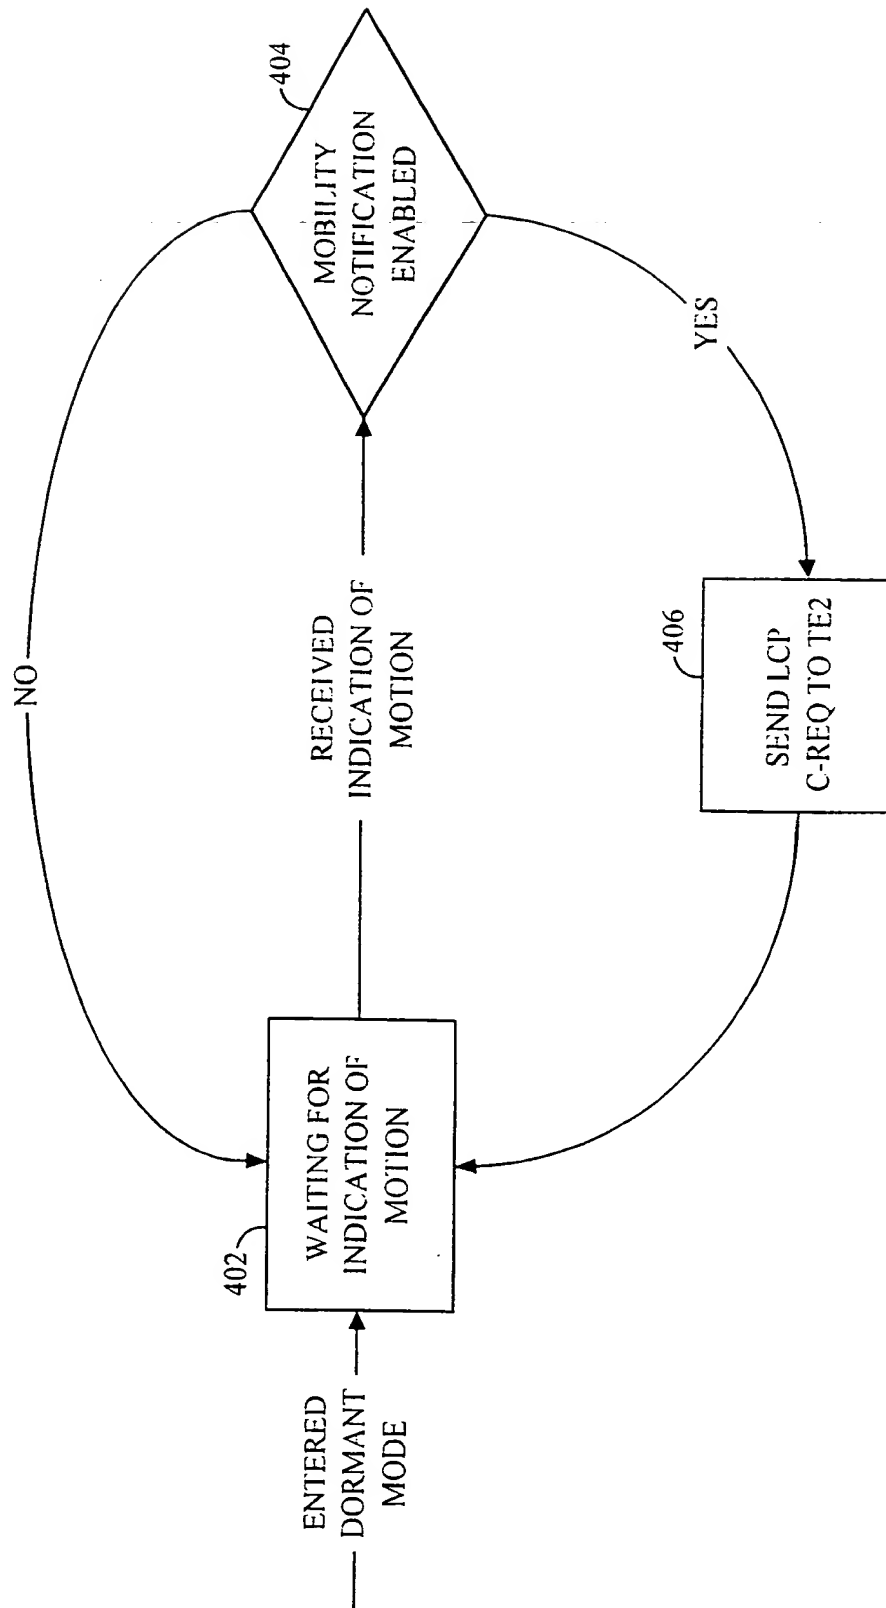 ENTERED
DORMANT
MODE
402
WAITING FOR
INDICATION OF
MOTION
RECEIVED
INDICATION OF
MOTION
404
MOBILITY
NOTIFICATION
ENABLED
NO
YES
406
SEND LCP
C-REQ TO TE2